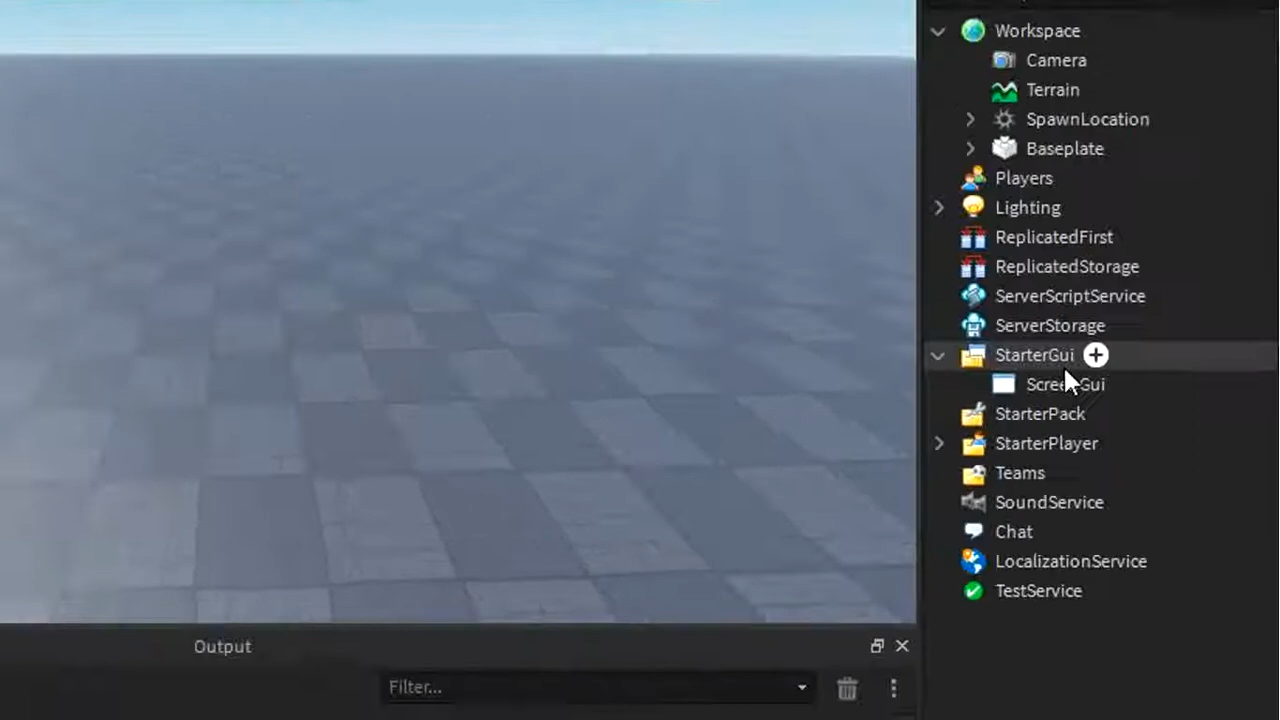 Workspace
Camera
Terrain
SpawnLocation
Baseplate
Players
Lighting
ReplicatedFirst
ReplicatedStorage
ServerScriptService
ServerStorage
StarterGui
ScreenGui
StarterPack
StarterPlayer
Teams
SoundService
Chat
LocalizationService
TestService
Output
Filter...